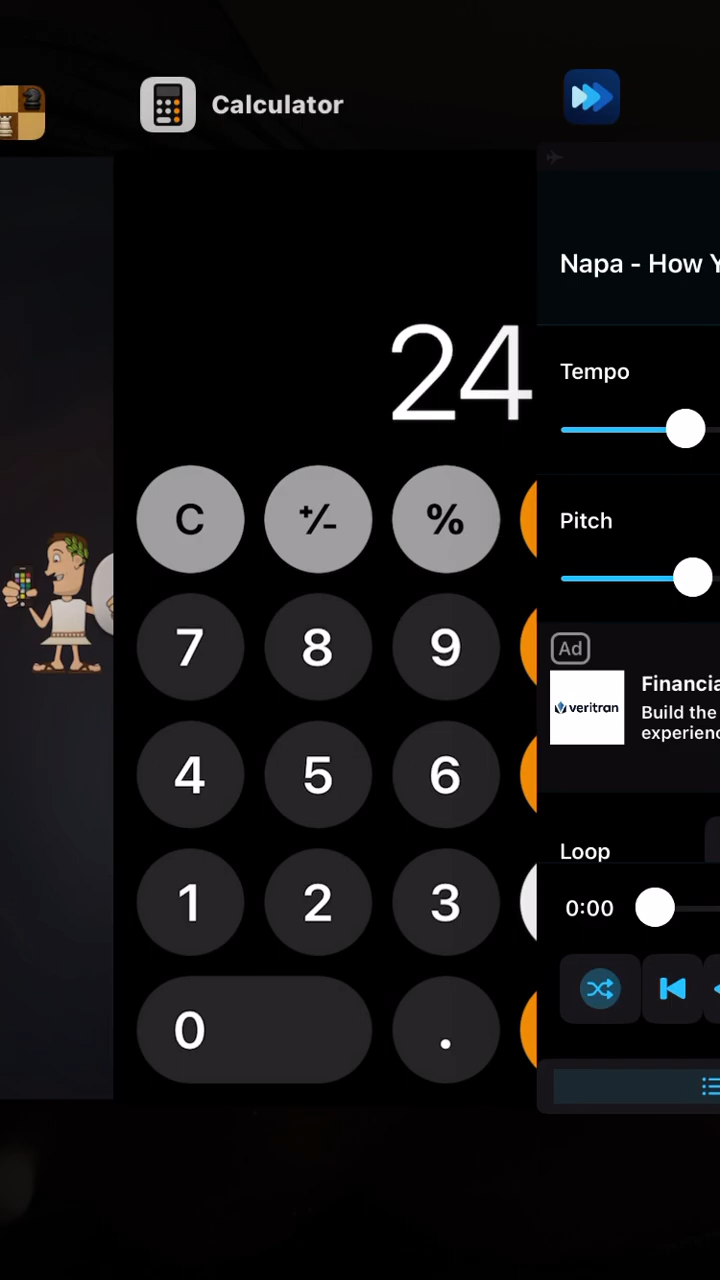 Calculator
24
C +/- %
7 8 9
4 5 6
1 2 3
0 .
Napa - How Y
Tempo
Pitch
Ad
veritran
Financia
Build the
experienc
Loop
0:00